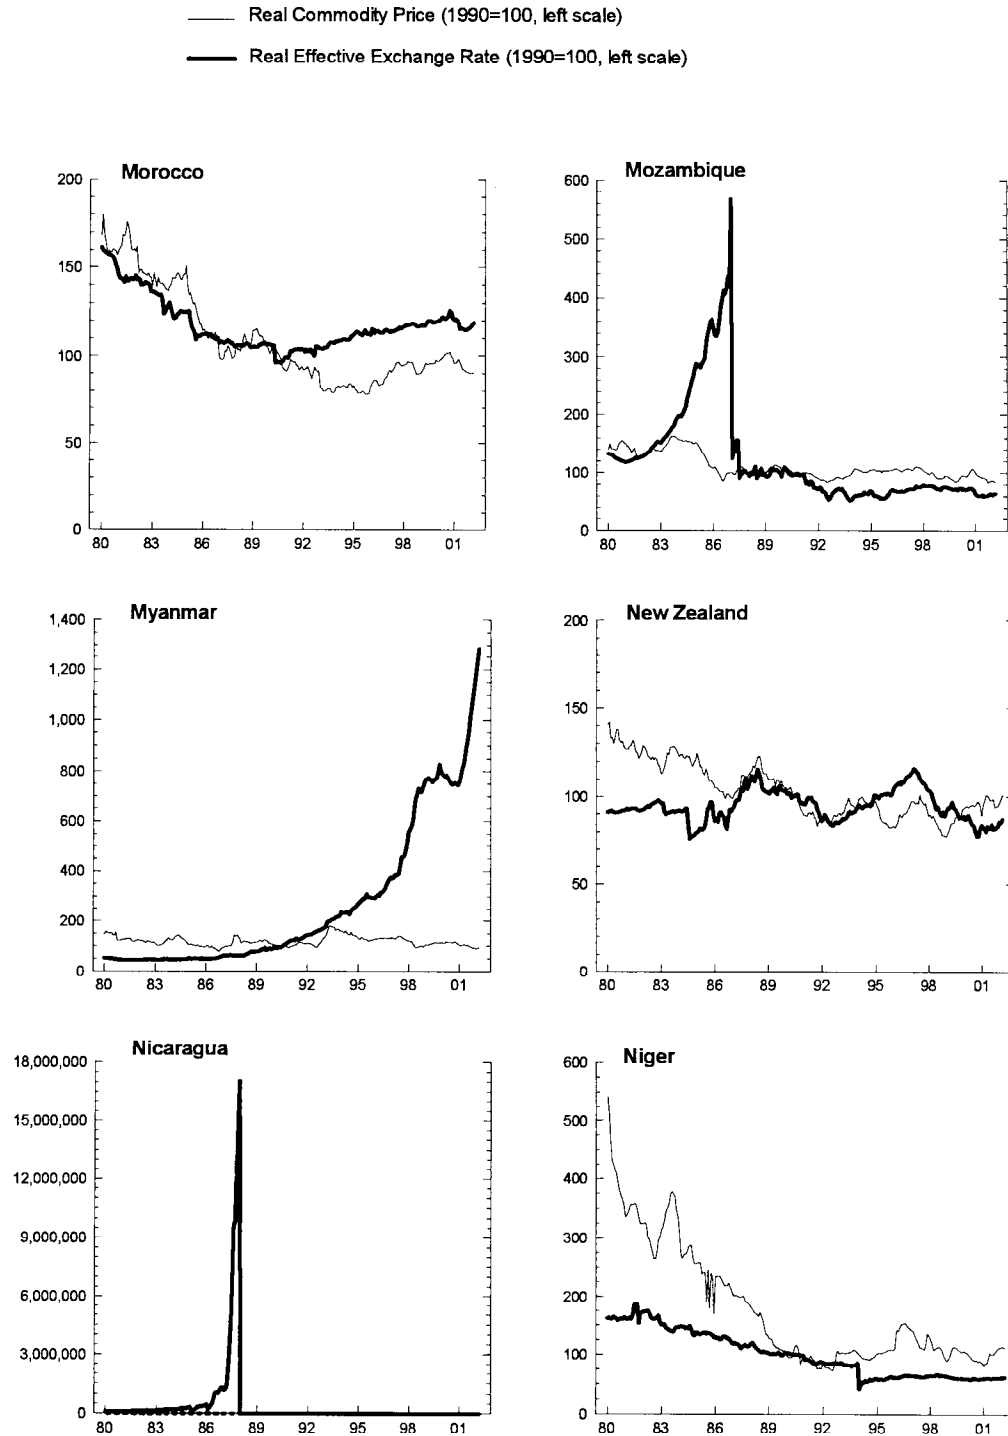 Real Commodity Price (1990=100, left scale)
Real Effective Exchange Rate (1990=100, left scale)
Morocco
200
150
100
50
0
80 83 86 89 92 95 98 01
Mozambique
600
500
400
300
200
100
0
80 83 86 89 92 95 98 01
Myanmar
1,400
1,200
1,000
800
600
400
200
0
80 83 86 89 92 95 98 01
New Zealand
200
150
100
50
0
80 83 86 89 92 95 98 01
Nicaragua
18,000,000
15,000,000
12,000,000
9,000,000
6,000,000
3,000,000
0
80 83 86 89 92 95 98 01
Niger
600
500
400
300
200
100
0
80 83 86 89 92 95 98 01